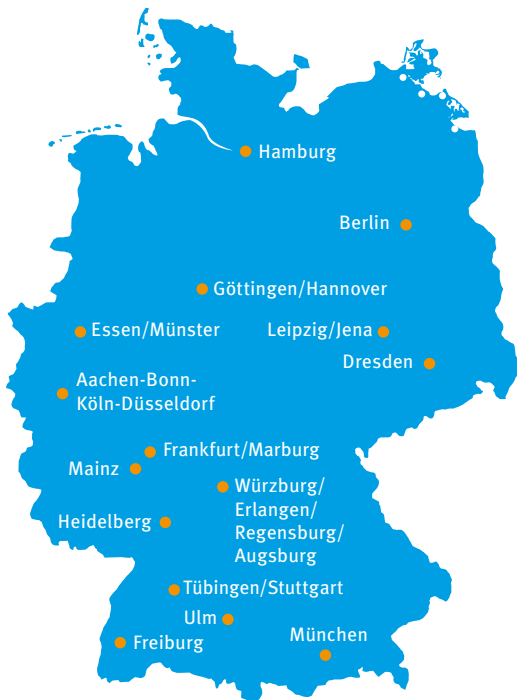 Hamburg
Berlin
Göttingen/Hannover
Essen/Münster
Leipzig/Jena
Dresden
Aachen-Bonn-
Köln-Düsseldorf
Frankfurt/Marburg
Mainz
Würzburg/
Erlangen/
Regensburg/
Augsburg
Heidelberg
Tübingen/Stuttgart
Ulm
München
Freiburg